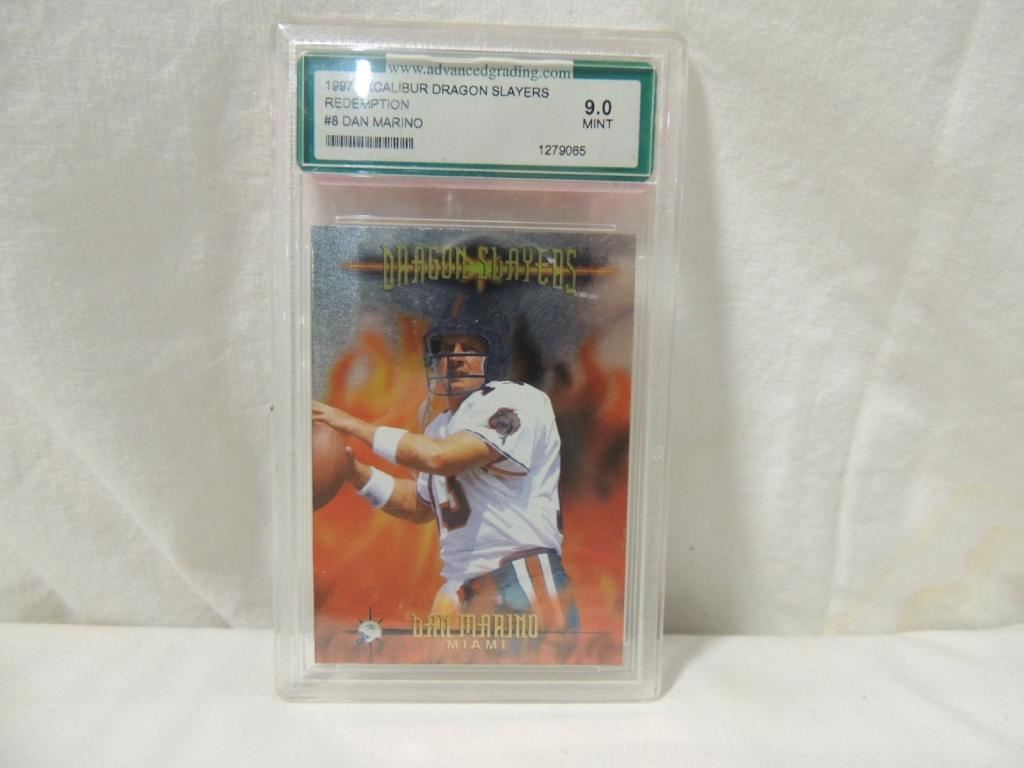 www.advancedgrading.com
1997 EXCALIBUR DRAGON SLAYERS
REDEMPTION
#8 DAN MARINO
9.0
MINT
1279065
DRAGON SLAYERS
DAN MARINO
MIAMI